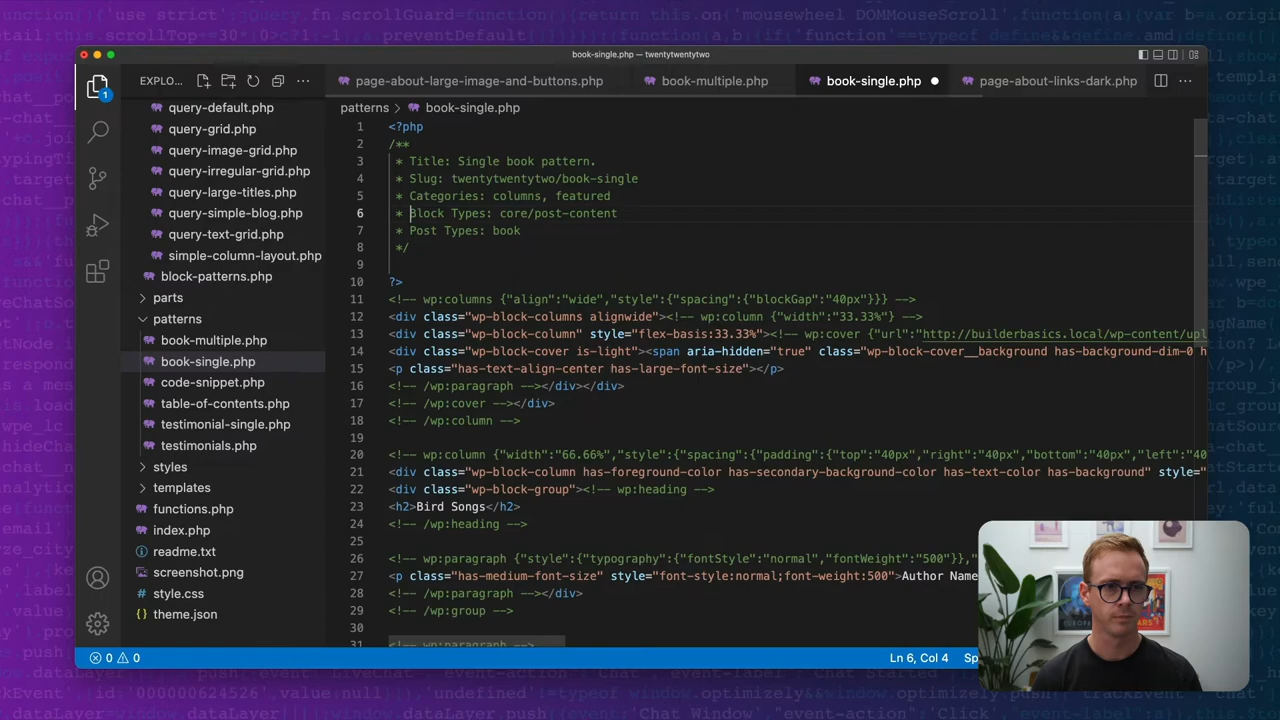 book-single.php — twentytwentytwo
EXPLO...
page-about-large-image-and-buttons.php
book-multiple.php
book-single.php
page-about-links-dark.php
1
query-default.php
query-grid.php
query-image-grid.php
query-irregular-grid.php
query-large-titles.php
query-simple-blog.php
query-text-grid.php
simple-column-layout.php
block-patterns.php
parts
patterns
book-multiple.php
book-single.php
code-snippet.php
table-of-contents.php
testimonial-single.php
testimonials.php
styles
templates
functions.php
index.php
readme.txt
screenshot.png
style.css
theme.json
patterns > book-single.php
1 <?php
2 /**
3 * Title: Single book pattern.
4 * Slug: twentytwentytwo/book-single
5 * Categories: columns, featured
6 * Block Types: core/post-content
7 * Post Types: book
8 */
9
10 ?>
11 <!-- wp:columns {"align":"wide","style":{"spacing":{"blockGap":"40px"}}} -->
12 <div class="wp-block-columns alignwide"><!-- wp:column {"width":"33.33%"} -->
13 <div class="wp-block-column" style="flex-basis:33.33%"><!-- wp:cover {"url":"http://builderbasics.local/wp-content/upl
14 <div class="wp-block-cover is-light"><span aria-hidden="true" class="wp-block-cover__background has-background-dim-0 h
15 <p class="has-text-align-center has-large-font-size"></p>
16 <!-- /wp:paragraph --></div></div>
17 <!-- /wp:cover --></div>
18 <!-- /wp:column -->
19
20 <!-- wp:column {"width":"66.66%","style":{"spacing":{"padding":{"top":"40px","right":"40px","bottom":"40px","left":"40
21 <div class="wp-block-column has-foreground-color has-secondary-background-color has-text-color has-background" style="
22 <div class="wp-block-group"><!-- wp:heading -->
23 <h2>Bird Songs</h2>
24 <!-- /wp:heading -->
25
26 <!-- wp:paragraph {"style":{"typography":{"fontStyle":"normal","fontWeight":"500"}},"
27 <p class="has-medium-font-size" style="font-style:normal;font-weight:500">Author Name
28 <!-- /wp:paragraph --></div>
29 <!-- /wp:group -->
30
31 <!-- wp:paragraph -->
0 0
Ln 6, Col 4
Sp